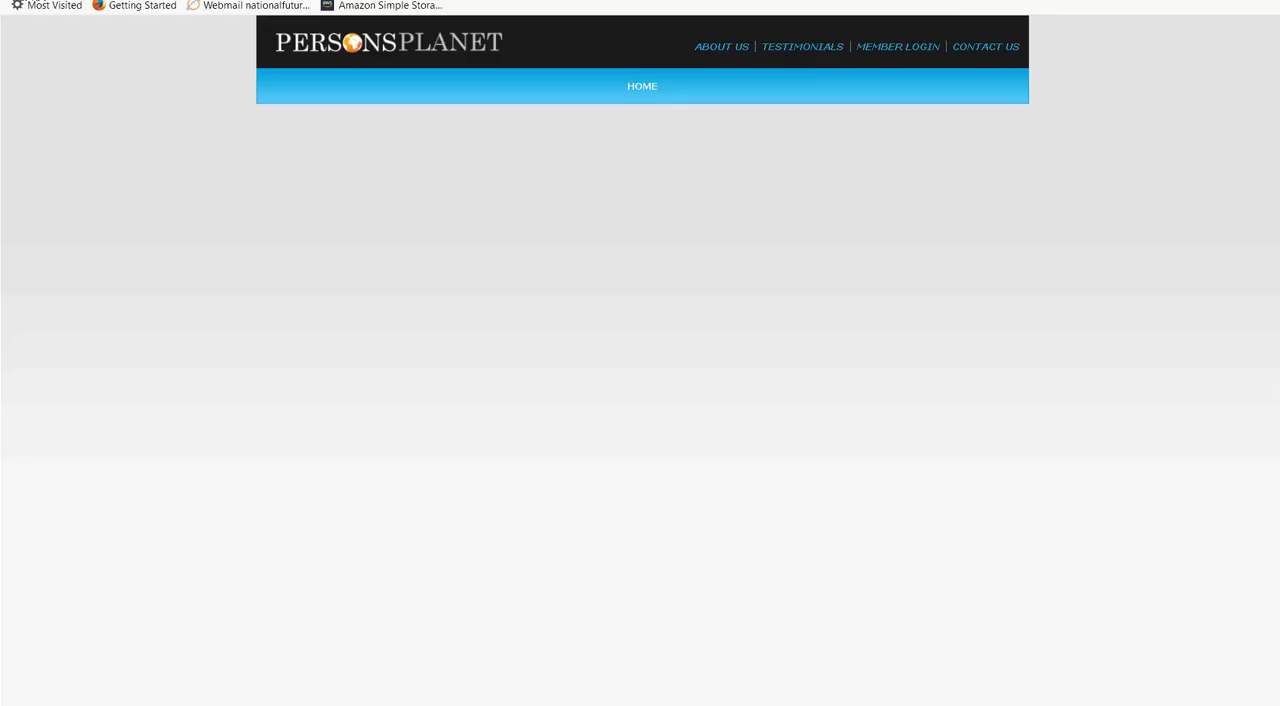 Most Visited Getting Started Webmail nationalfutur... Amazon Simple Stora...
PERSONSPLANET
ABOUT US | TESTIMONIALS | MEMBER LOGIN | CONTACT US
HOME